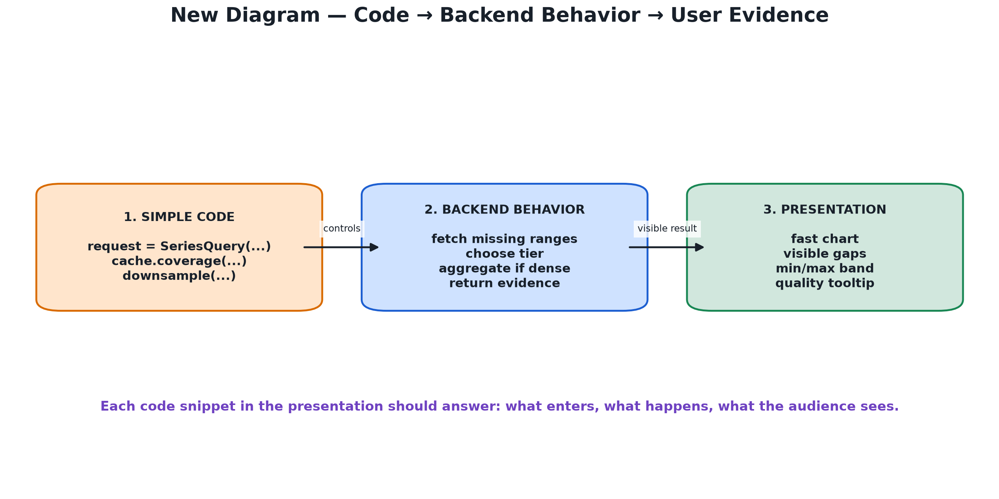 New Diagram — Code → Backend Behavior → User Evidence
1. SIMPLE CODE
request = SeriesQuery(...)
cache.coverage(...)
downsample(...)
controls
2. BACKEND BEHAVIOR
fetch missing ranges
choose tier
aggregate if dense
return evidence
visible result
3. PRESENTATION
fast chart
visible gaps
min/max band
quality tooltip
Each code snippet in the presentation should answer: what enters, what happens, what the audience sees.